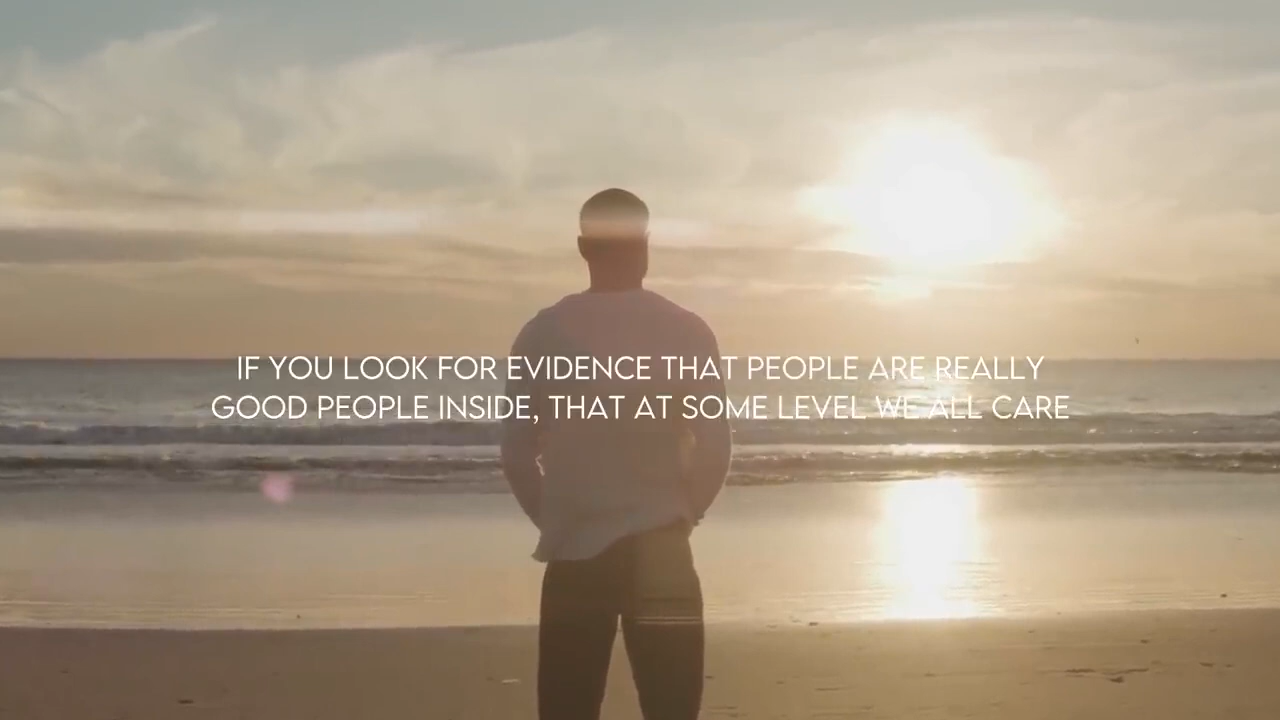 IF YOU LOOK FOR EVIDENCE THAT PEOPLE ARE REALLY
GOOD PEOPLE INSIDE, THAT AT SOME LEVEL WE ALL CARE